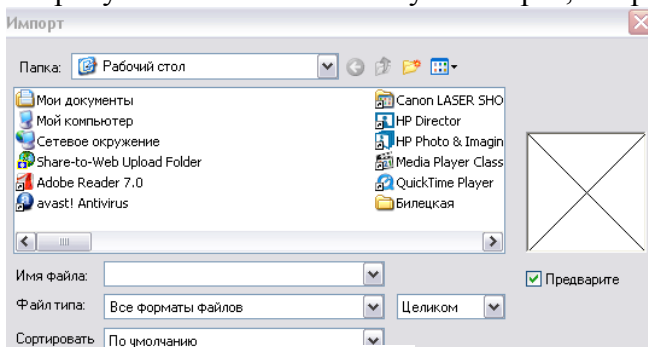 Импорт
Папка: Рабочий стол
Мои документы
Мой компьютер
Сетевое окружение
Share-to-Web Upload Folder
Adobe Reader 7.0
avast! Antivirus
Canon LASER SHO
HP Director
HP Photo & Imagin
Media Player Class
QuickTime Player
Билецкая
Имя файла:
Предварите
Файл типа: Все форматы файлов Целиком
Сортировать По умолчанию